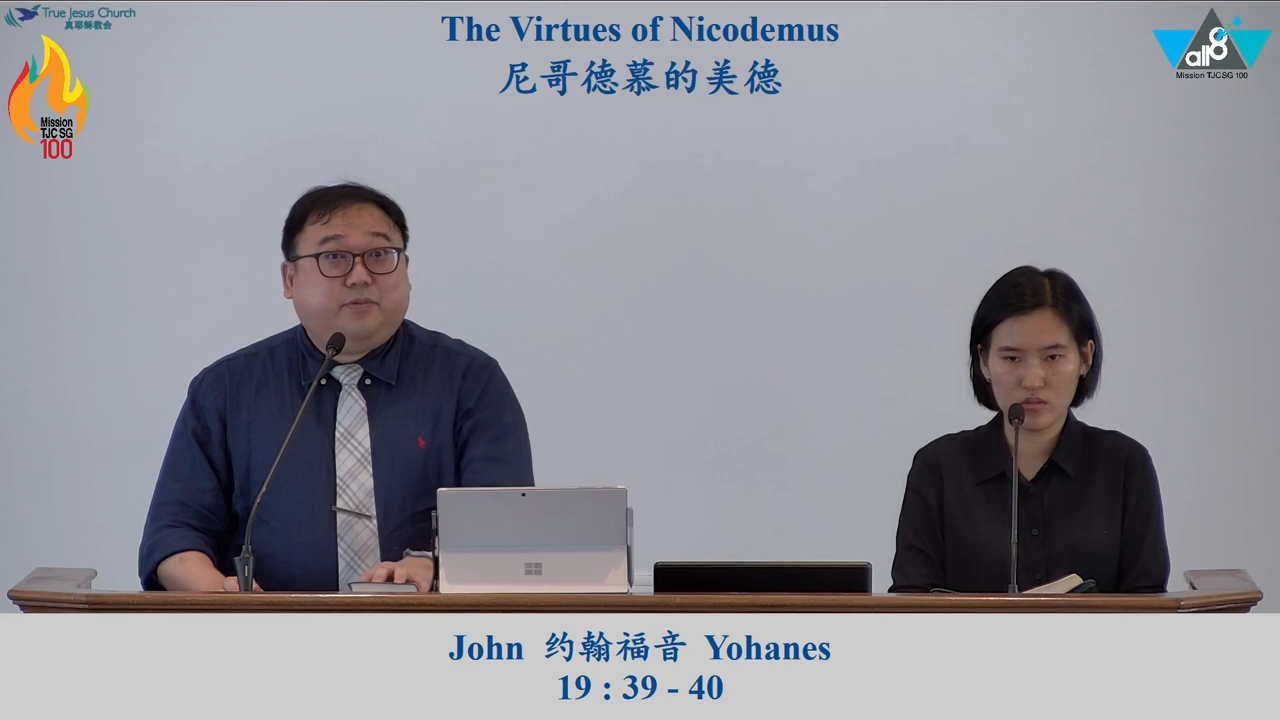 True Jesus Church
真耶稣教会
Mission
TJC SG
100
The Virtues of Nicodemus
尼哥德慕的美德
all8
Mission TJCSG 100
John 约翰福音 Yohanes
19 : 39 - 40